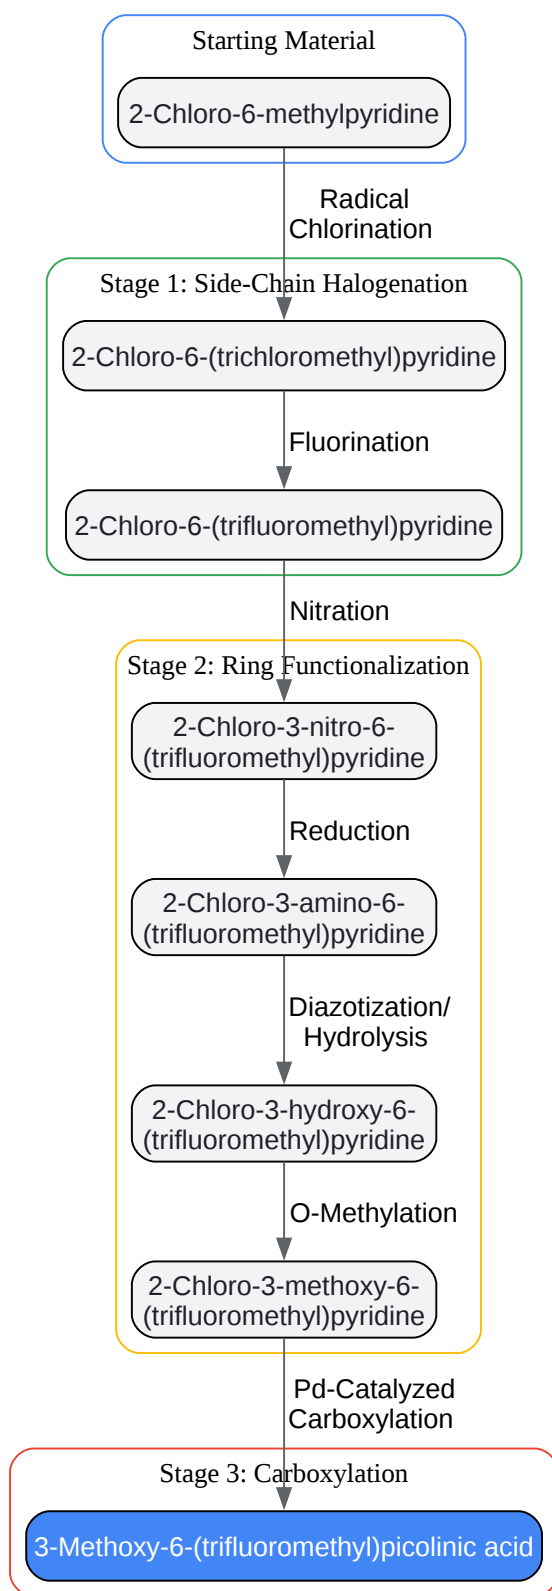 Starting Material
2-Chloro-6-methylpyridine
Radical
Chlorination
Stage 1: Side-Chain Halogenation
2-Chloro-6-(trichloromethyl)pyridine
Fluorination
2-Chloro-6-(trifluoromethyl)pyridine
Nitration
Stage 2: Ring Functionalization
2-Chloro-3-nitro-6-
(trifluoromethyl)pyridine
Reduction
2-Chloro-3-amino-6-
(trifluoromethyl)pyridine
Diazotization/
Hydrolysis
2-Chloro-3-hydroxy-6-
(trifluoromethyl)pyridine
O-Methylation
2-Chloro-3-methoxy-6-
(trifluoromethyl)pyridine
Pd-Catalyzed
Carboxylation
Stage 3: Carboxylation
3-Methoxy-6-(trifluoromethyl)picolinic acid